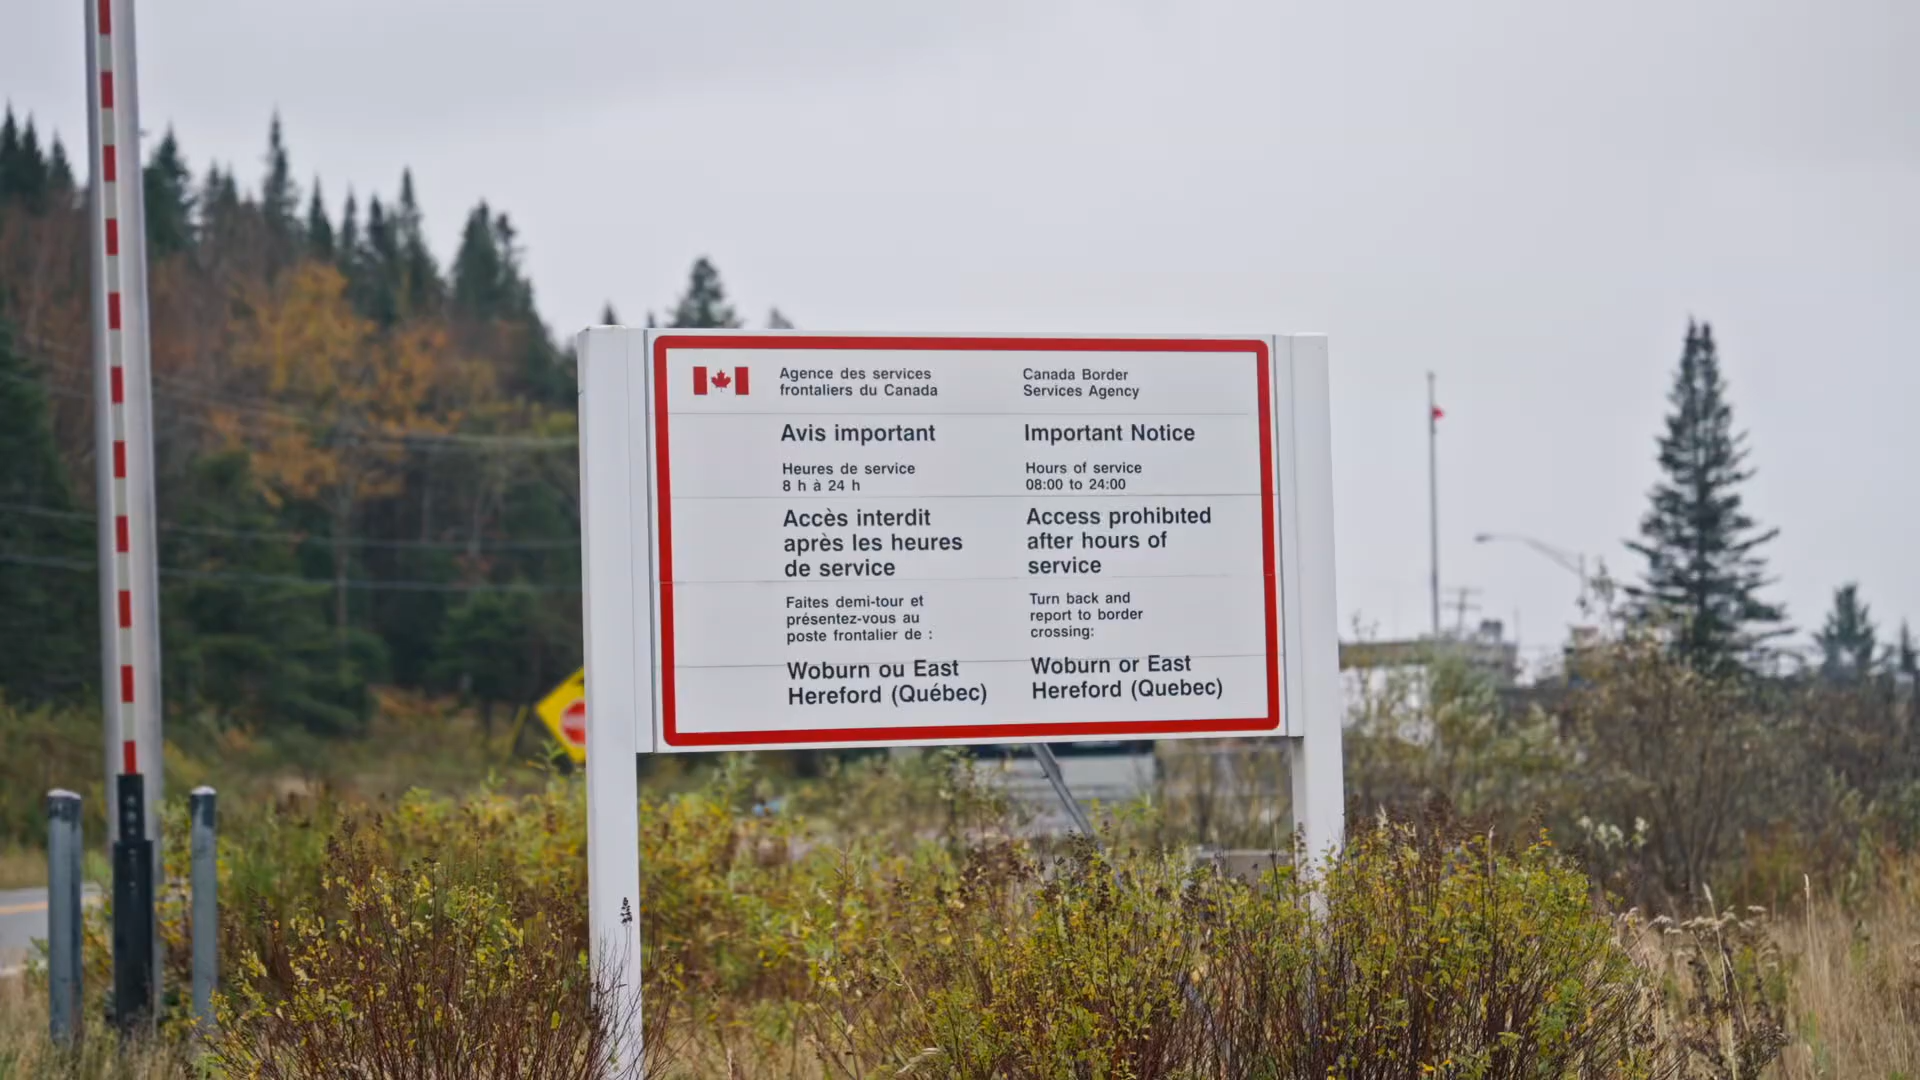 Agence des services
frontaliers du Canada
Avis important
Heures de service
8 h à 24 h
Accès interdit
après les heures
de service
Faites demi-tour et
présentez-vous au
poste frontalier de :
Woburn ou East
Hereford (Québec)
Canada Border
Services Agency
Important Notice
Hours of service
08:00 to 24:00
Access prohibited
after hours of
service
Turn back and
report to border
crossing:
Woburn or East
Hereford (Quebec)